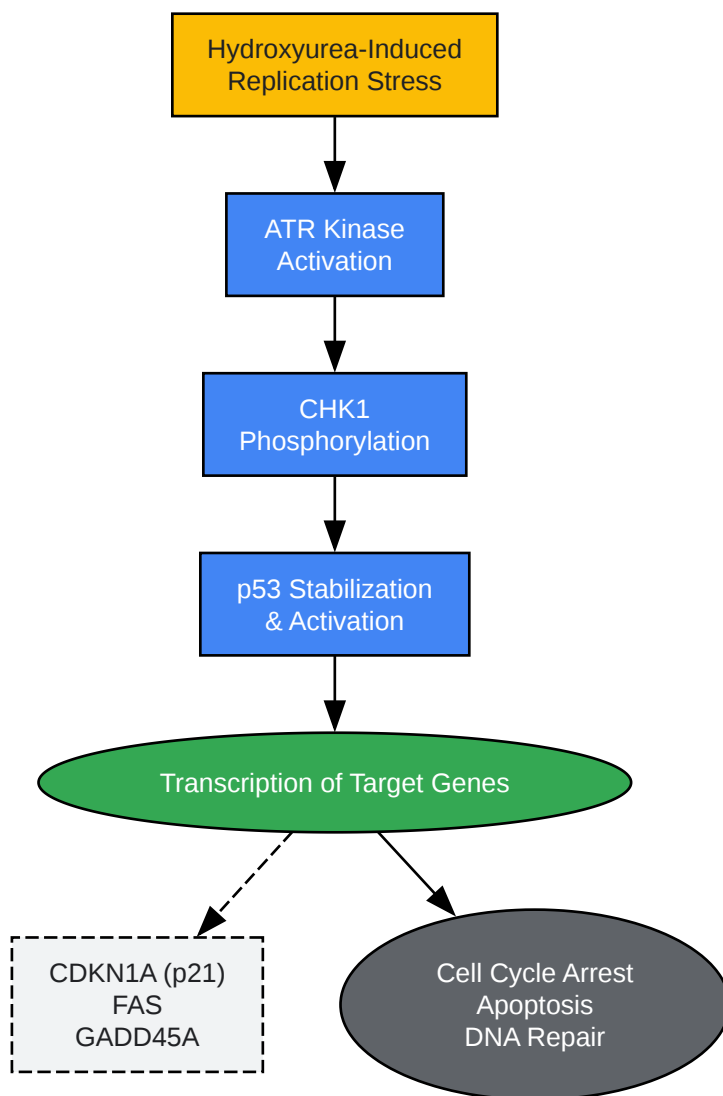 Hydroxyurea-Induced
Replication Stress
ATR Kinase
Activation
CHK1
Phosphorylation
p53 Stabilization
& Activation
Transcription of Target Genes
CDKN1A (p21)
FAS
GADD45A
Cell Cycle Arrest
Apoptosis
DNA Repair